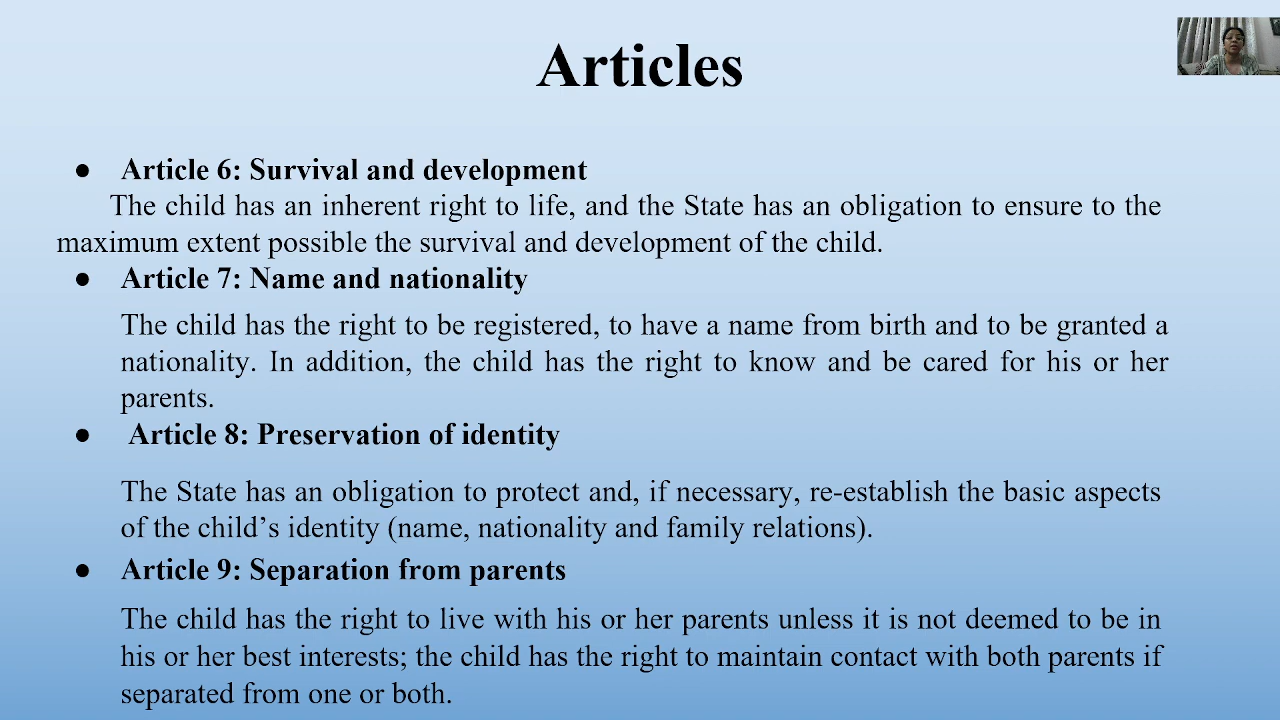 Articles
● Article 6: Survival and development
The child has an inherent right to life, and the State has an obligation to ensure to the
maximum extent possible the survival and development of the child.
● Article 7: Name and nationality
The child has the right to be registered, to have a name from birth and to be granted a
nationality. In addition, the child has the right to know and be cared for his or her
parents.
● Article 8: Preservation of identity
The State has an obligation to protect and, if necessary, re-establish the basic aspects
of the child’s identity (name, nationality and family relations).
● Article 9: Separation from parents
The child has the right to live with his or her parents unless it is not deemed to be in
his or her best interests; the child has the right to maintain contact with both parents if
separated from one or both.